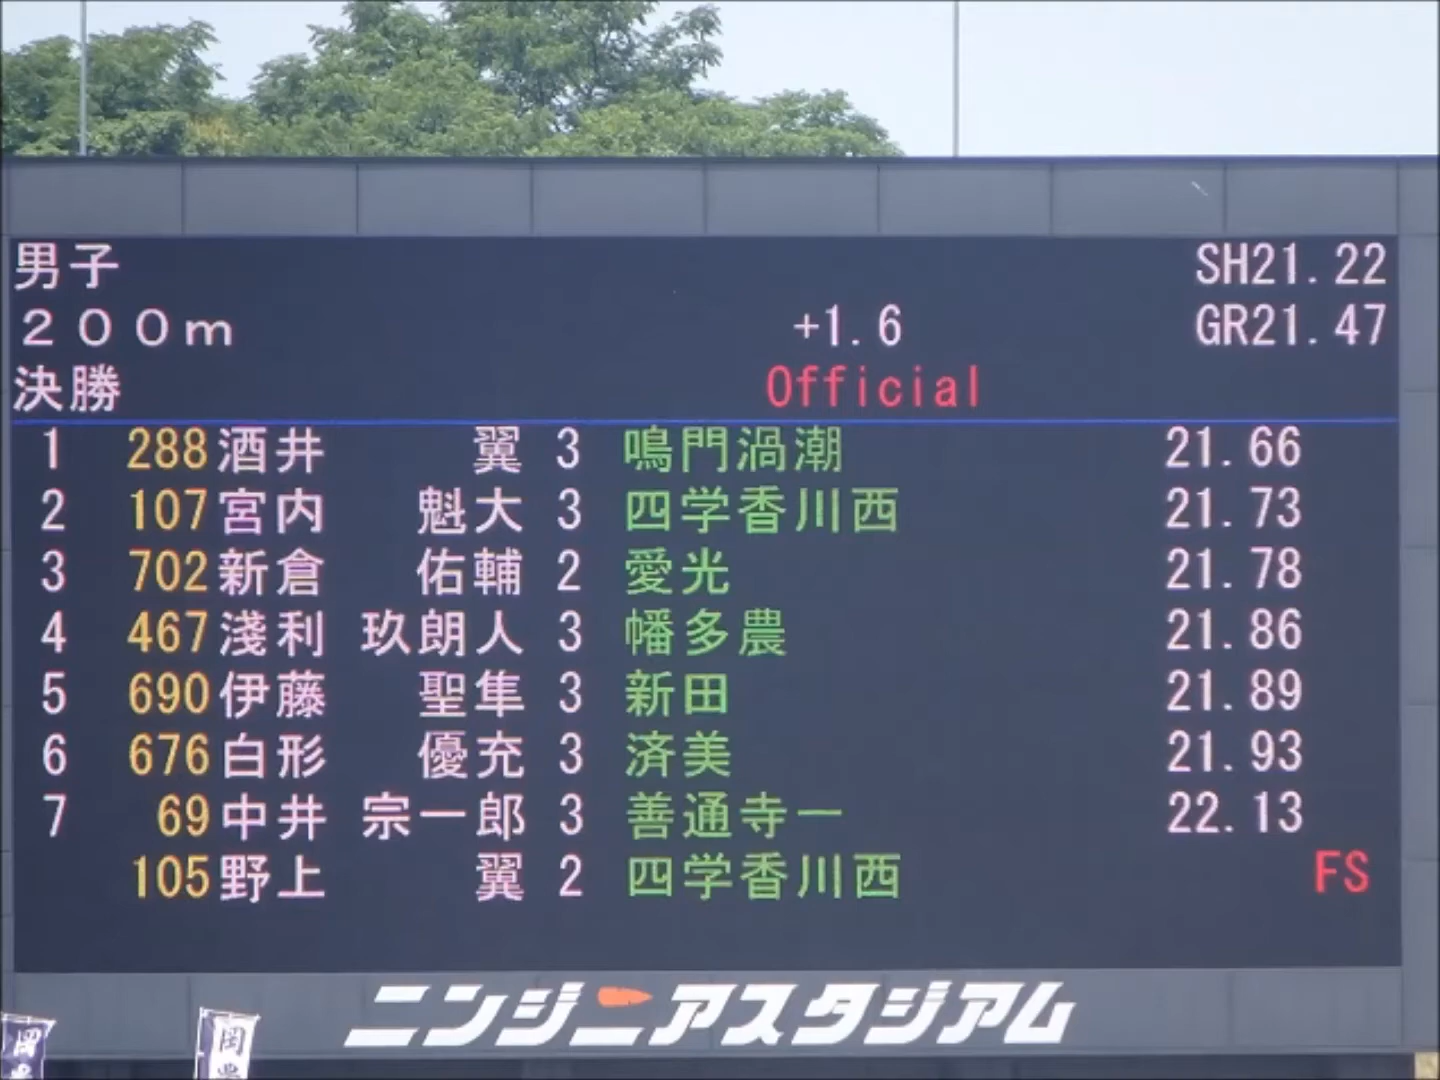 男子 SH21.22
200m +1.6 GR21.47
決勝 Official
1 288 酒井 翼 3 鳴門渦潮 21.66
2 107 宮内 魁大 3 四学香川西 21.73
3 702 新倉 佑輔 2 愛光 21.78
4 467 淺利 玖朗人 3 幡多農 21.86
5 690 伊藤 聖隼 3 新田 21.89
6 676 白形 優充 3 済美 21.93
7 69 中井 宗一郎 3 善通寺一 22.13
105 野上 翼 2 四学香川西 FS
ニンジニアスタジアム
岡 岡